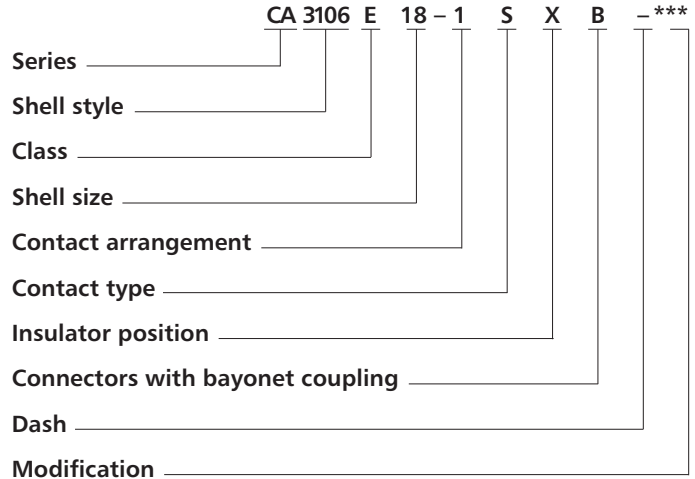 CA 3106 E 18 – 1 S X B – ***
Series
Shell style
Class
Shell size
Contact arrangement
Contact type
Insulator position
Connectors with bayonet coupling
Dash
Modification